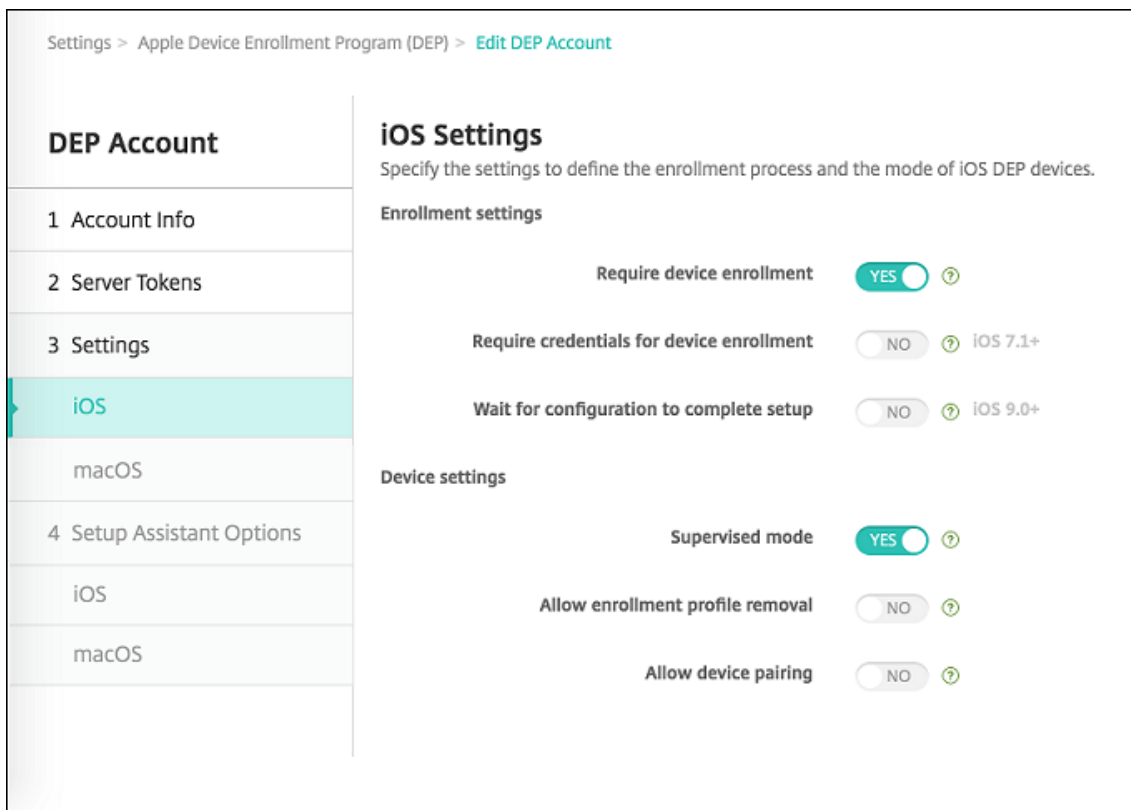 Settings > Apple Device Enrollment Program (DEP) > Edit DEP Account
DEP Account
1 Account Info
2 Server Tokens
3 Settings
iOS
macOS
4 Setup Assistant Options
iOS
macOS
iOS Settings
Specify the settings to define the enrollment process and the mode of iOS DEP devices.
Enrollment settings
Require device enrollment YES ?
Require credentials for device enrollment NO ? iOS 7.1+
Wait for configuration to complete setup NO ? iOS 9.0+
Device settings
Supervised mode YES ?
Allow enrollment profile removal NO ?
Allow device pairing NO ?